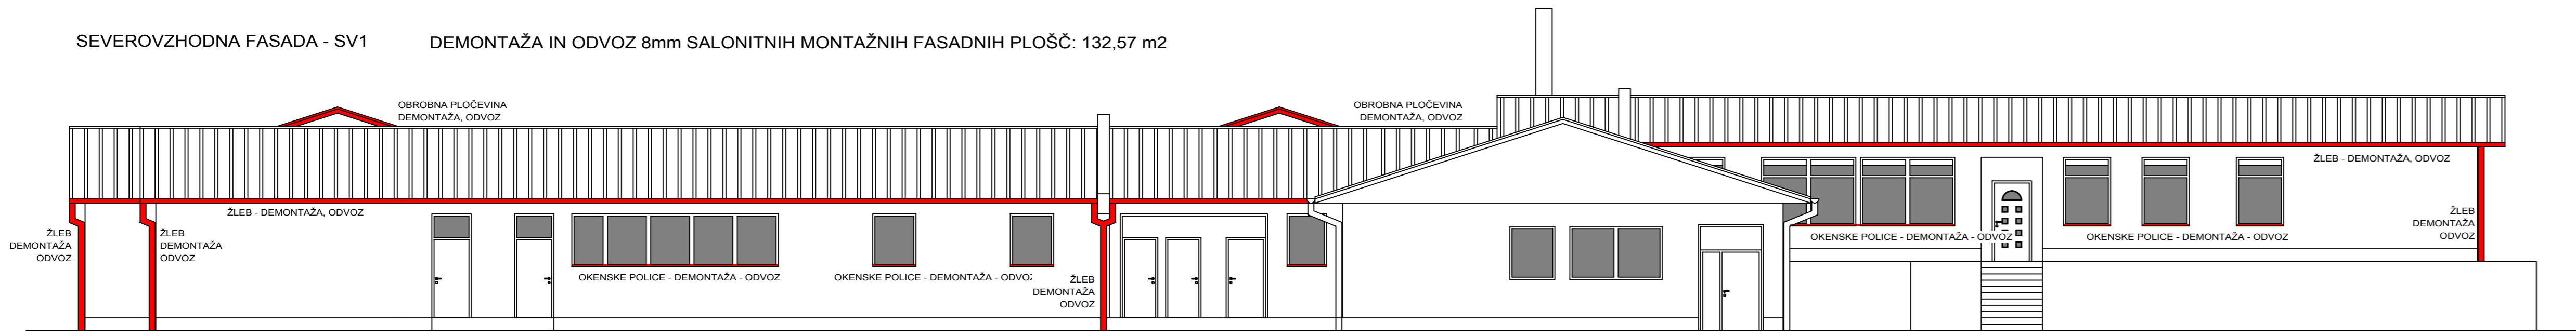 SEVEROVZHODNA FASADA - SV1
DEMONTAŽA IN ODVOZ 8mm SALONITNIH MONTAŽNIH FASADNIH PLOŠČ: 132,57 m2
OBROBNA PLOČEVINA
DEMONTAŽA, ODVOZ
OBROBNA PLOČEVINA
DEMONTAŽA, ODVOZ
ŽLEB - DEMONTAŽA, ODVOZ
ŽLEB - DEMONTAŽA, ODVOZ
ŽLEB
DEMONTAŽA
ODVOZ
ŽLEB
DEMONTAŽA
ODVOZ
OKENSKE POLICE - DEMONTAŽA - ODVOZ
OKENSKE POLICE - DEMONTAŽA - ODVOZ
ŽLEB
DEMONTAŽA
ODVOZ
OKENSKE POLICE - DEMONTAŽA - ODVOZ
OKENSKE POLICE - DEMONTAŽA - ODVOZ
ŽLEB
DEMONTAŽA
ODVOZ